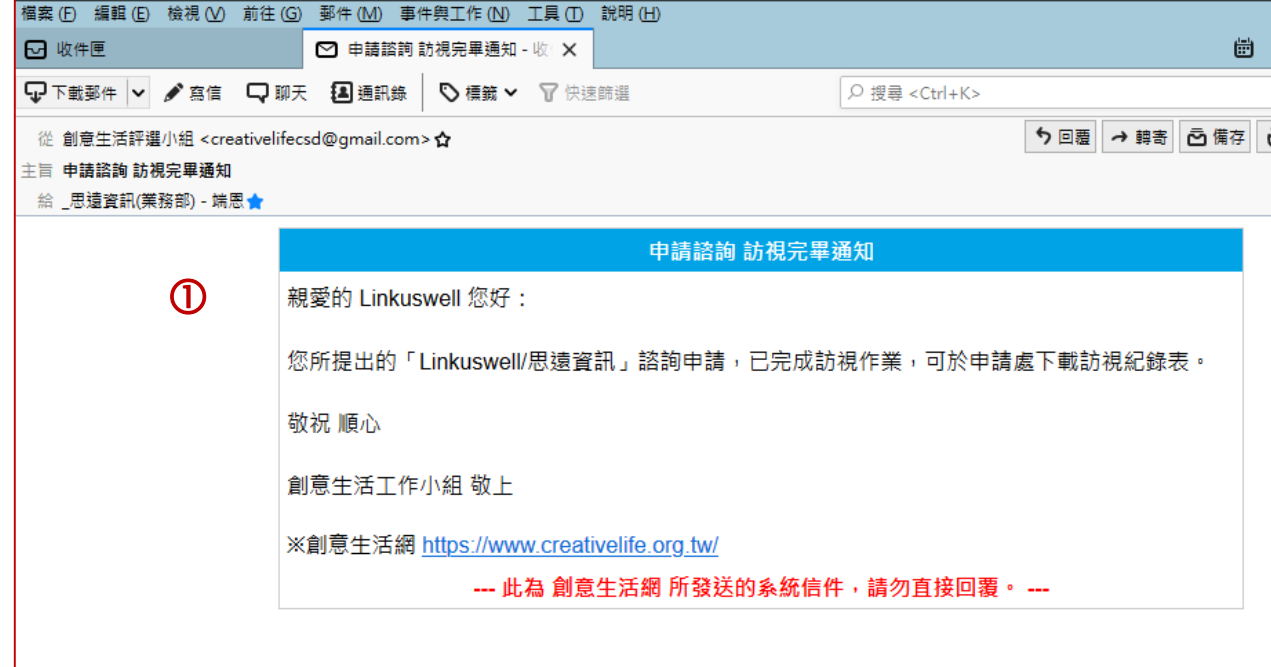 檔案(F) 編輯(E) 檢視(V) 前往(G) 郵件(M) 事件與工作(N) 工具(T) 說明(H)
收件匣 申請諮詢 訪視完畢通知 - 收
下載郵件 寫信 聊天 通訊錄 標籤 快速篩選 搜尋 <Ctrl+K>
從 創意生活評選小組 <creativelifecsd@gmail.com> 回覆 轉寄 備存
主旨 申請諮詢 訪視完畢通知
給 _思遠資訊(業務部) - 端恩
申請諮詢 訪視完畢通知
①
親愛的 Linkuswell 您好：
您所提出的「Linkuswell/思遠資訊」諮詢申請，已完成訪視作業，可於申請處下載訪視紀錄表。
敬祝 順心
創意生活工作小組 敬上
※創意生活網 https://www.creativelife.org.tw/
--- 此為 創意生活網 所發送的系統信件，請勿直接回覆。 ---